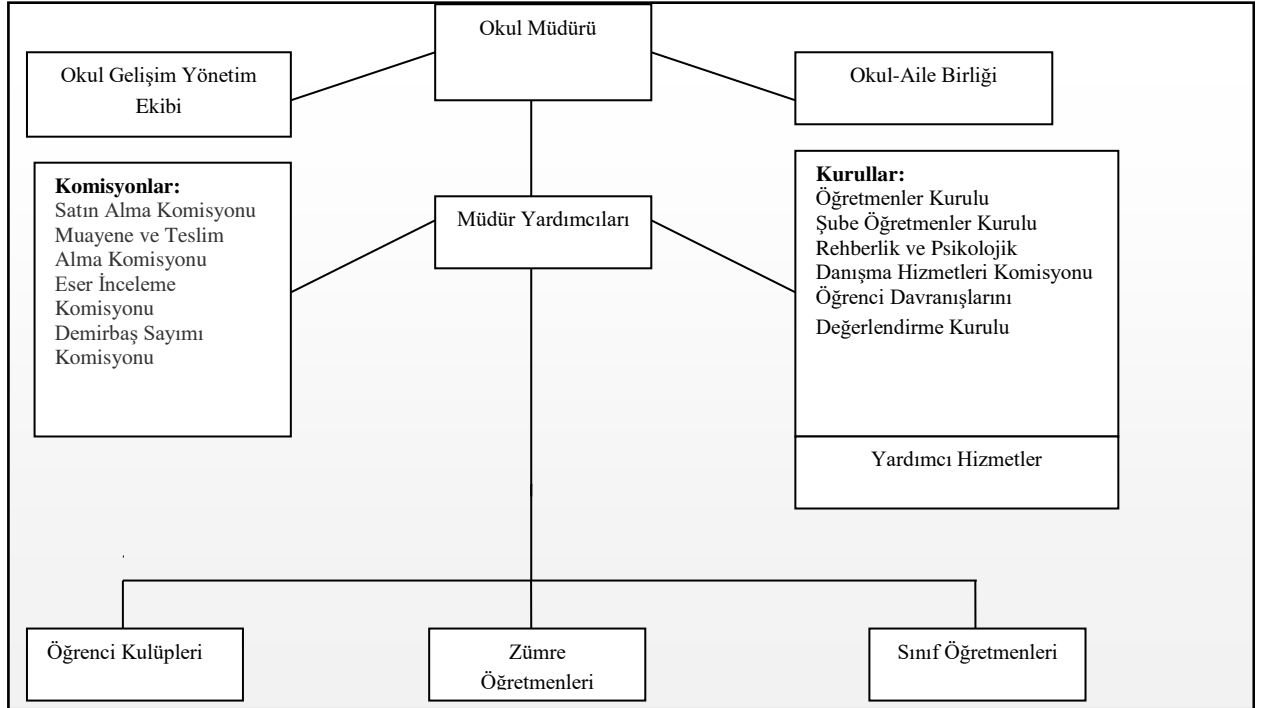 Okul Müdürü
Okul Gelişim Yönetim
Ekibi
Okul-Aile Birliği
Komisyonlar:
Satın Alma Komisyonu
Muayene ve Teslim
Alma Komisyonu
Eser İnceleme
Komisyonu
Demirbaş Sayımı
Komisyonu
Müdür Yardımcıları
Kurullar:
Öğretmenler Kurulu
Şube Öğretmenler Kurulu
Rehberlik ve Psikolojik
Danışma Hizmetleri Komisyonu
Öğrenci Davranışlarını
Değerlendirme Kurulu
Yardımcı Hizmetler
Öğrenci Kulüpleri
Zümre
Öğretmenleri
Sınıf Öğretmenleri